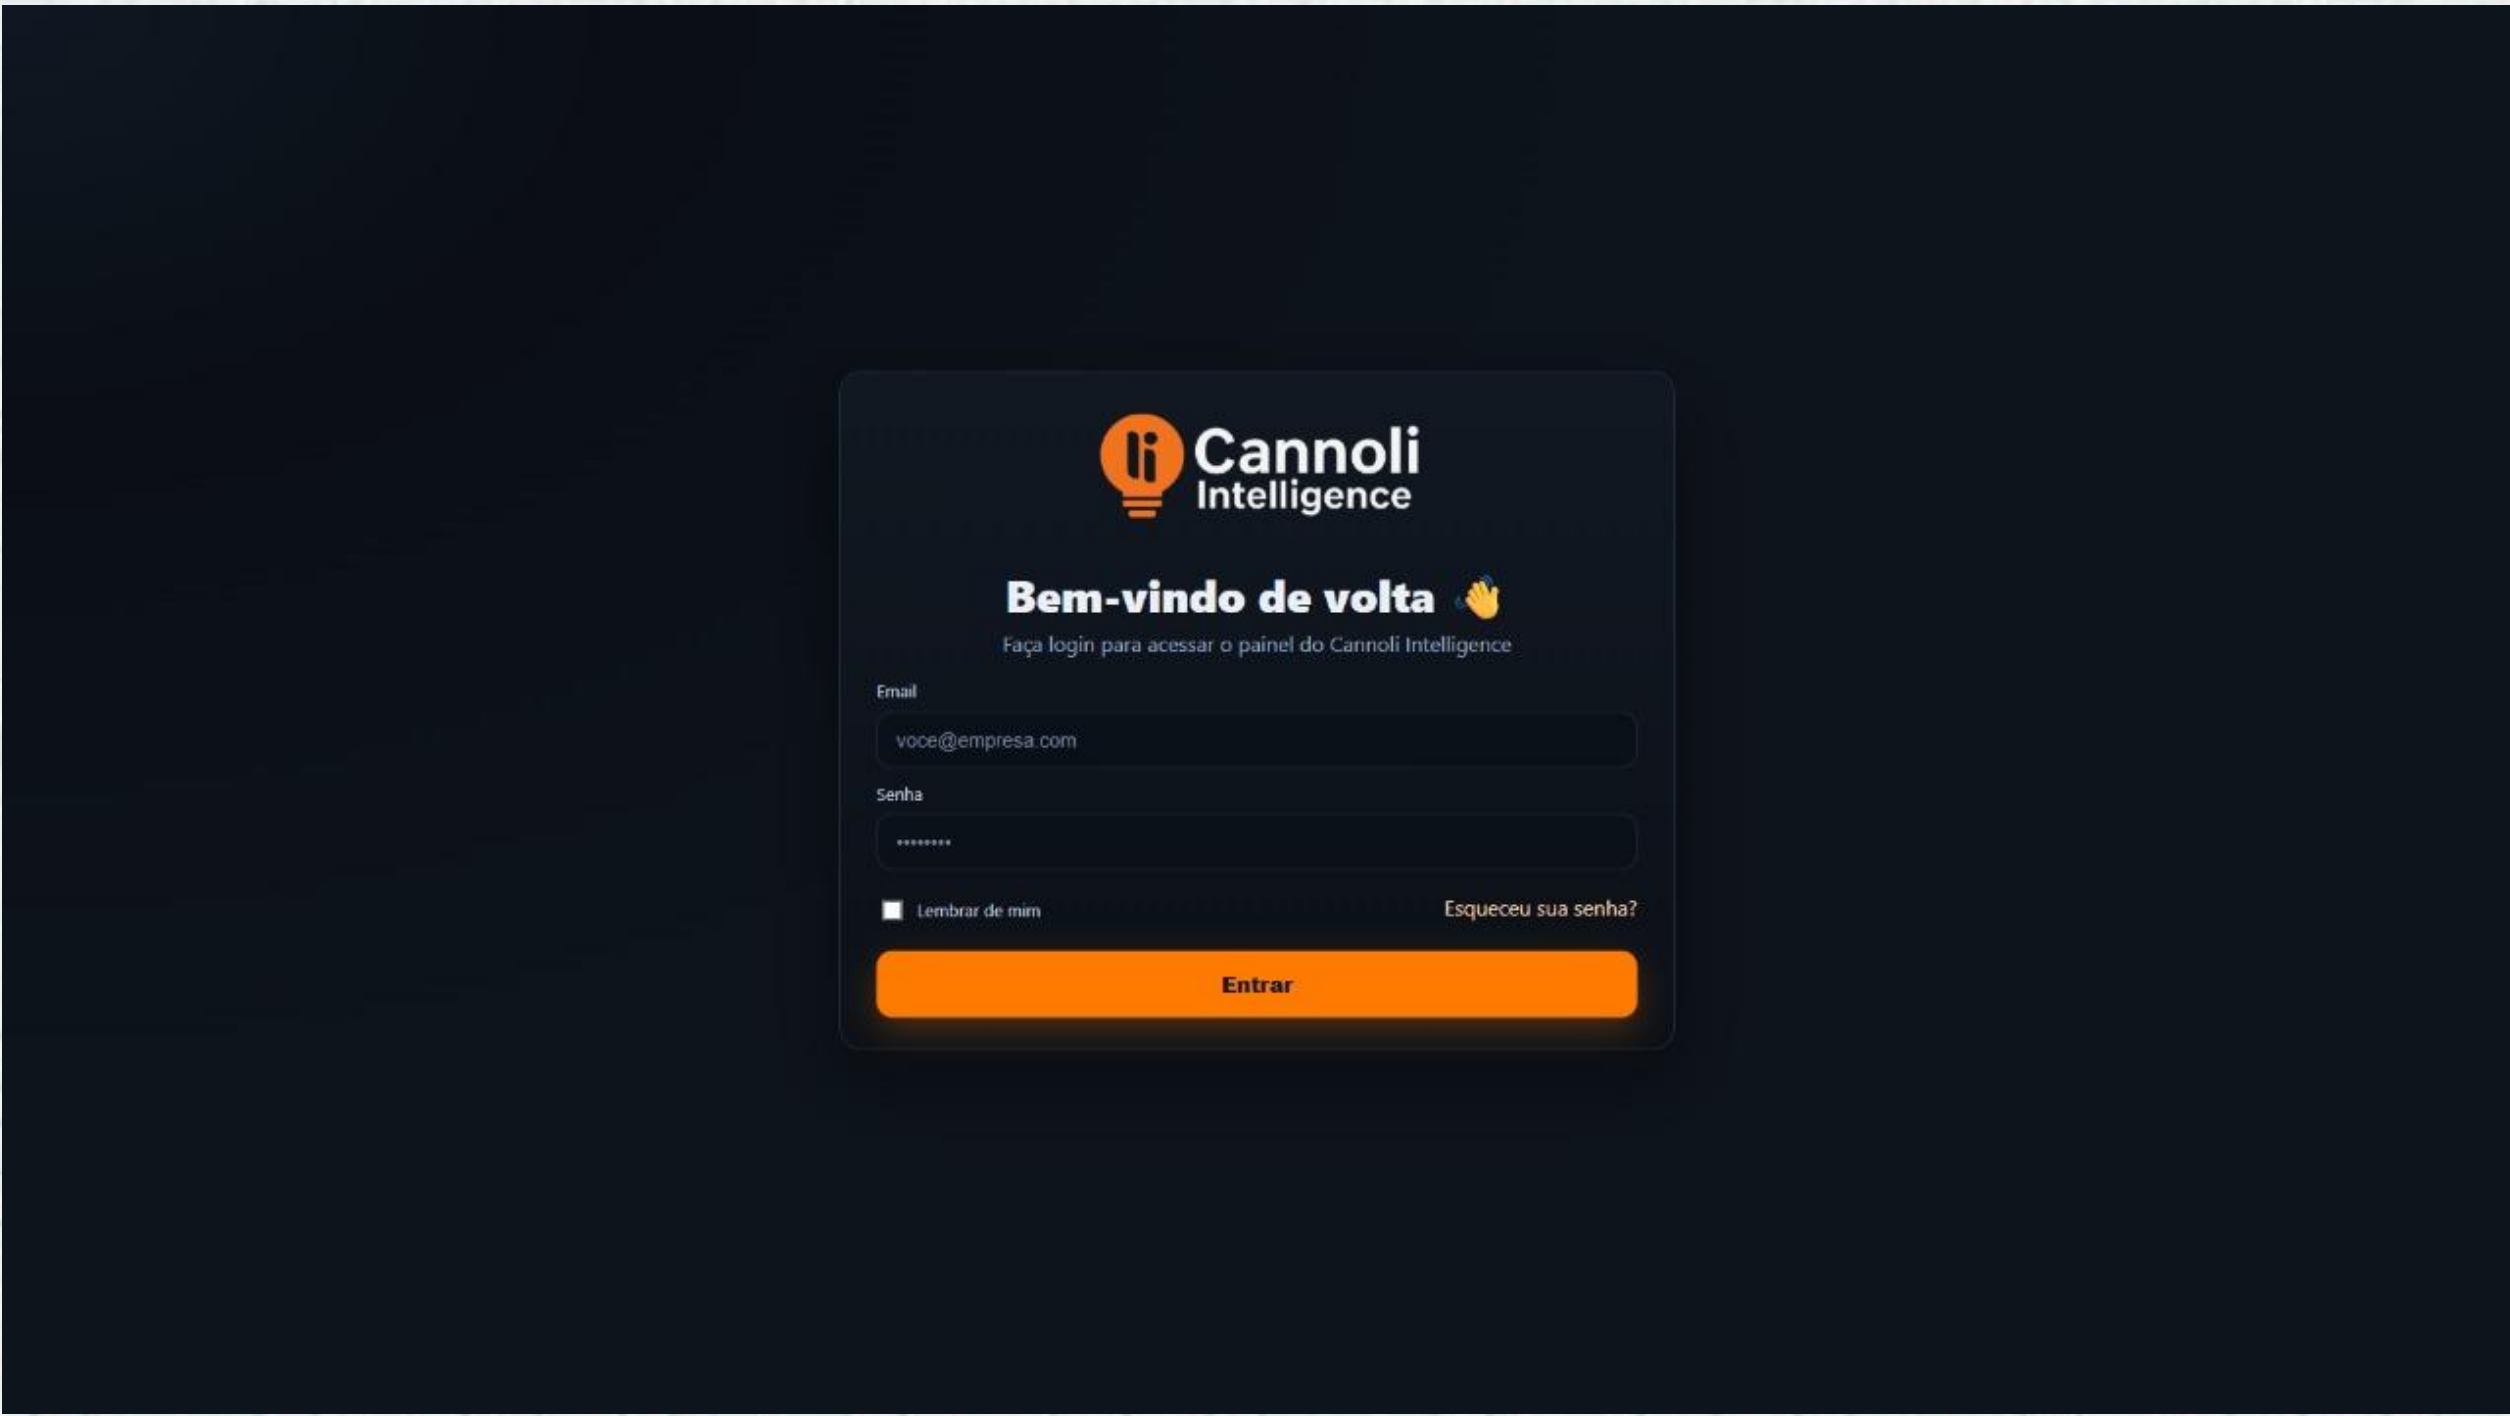 li Cannoli
Intelligence
Bem-vindo de volta 👋
Faça login para acessar o painel do Cannoli Intelligence
Email
voce@empresa.com
Senha
••••••••
Lembrar de mim
Esqueceu sua senha?
Entrar